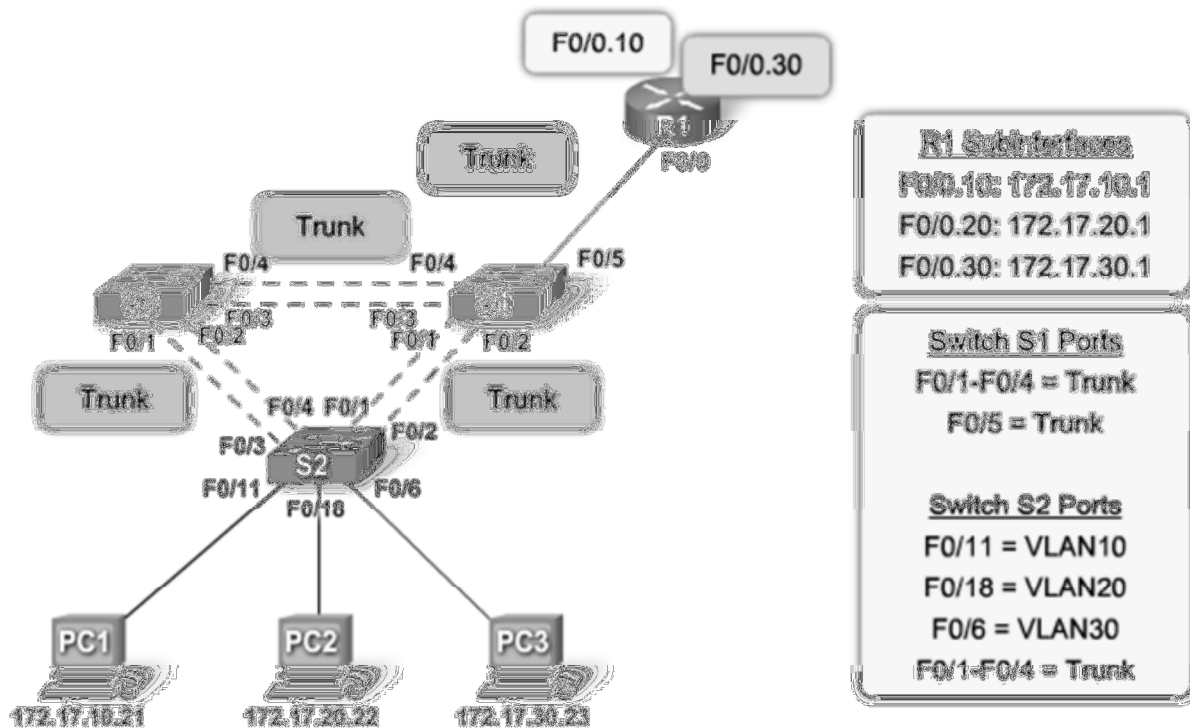 F0/0.10
F0/0.30
R1
F0/0
Trunk
Trunk
F0/4
F0/4
F0/5
F0/3
F0/3
F0/1
F0/2
F0/1
F0/2
Trunk
Trunk
F0/4
F0/1
F0/3
F0/2
S2
F0/11
F0/6
F0/18
PC1
PC2
PC3
172.17.10.21
172.17.20.22
172.17.30.23
R1 Subinterfaces
F0/0.10: 172.17.10.1
F0/0.20: 172.17.20.1
F0/0.30: 172.17.30.1
Switch S1 Ports
F0/1-F0/4 = Trunk
F0/5 = Trunk
Switch S2 Ports
F0/11 = VLAN10
F0/18 = VLAN20
F0/6 = VLAN30
F0/1-F0/4 = Trunk